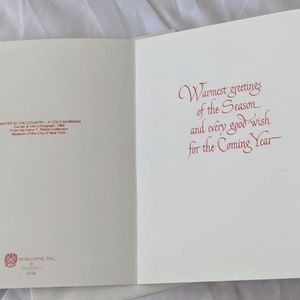 WINTER IN THE COUNTRY - A COLD MORNING
Currier & Ives Lithograph, 1864
From the Harry T. Peters Collection
Museum of the City of New York
BURGOYNE, INC.
Warmest greetings
of the Season
and every good wish
for the Coming Year